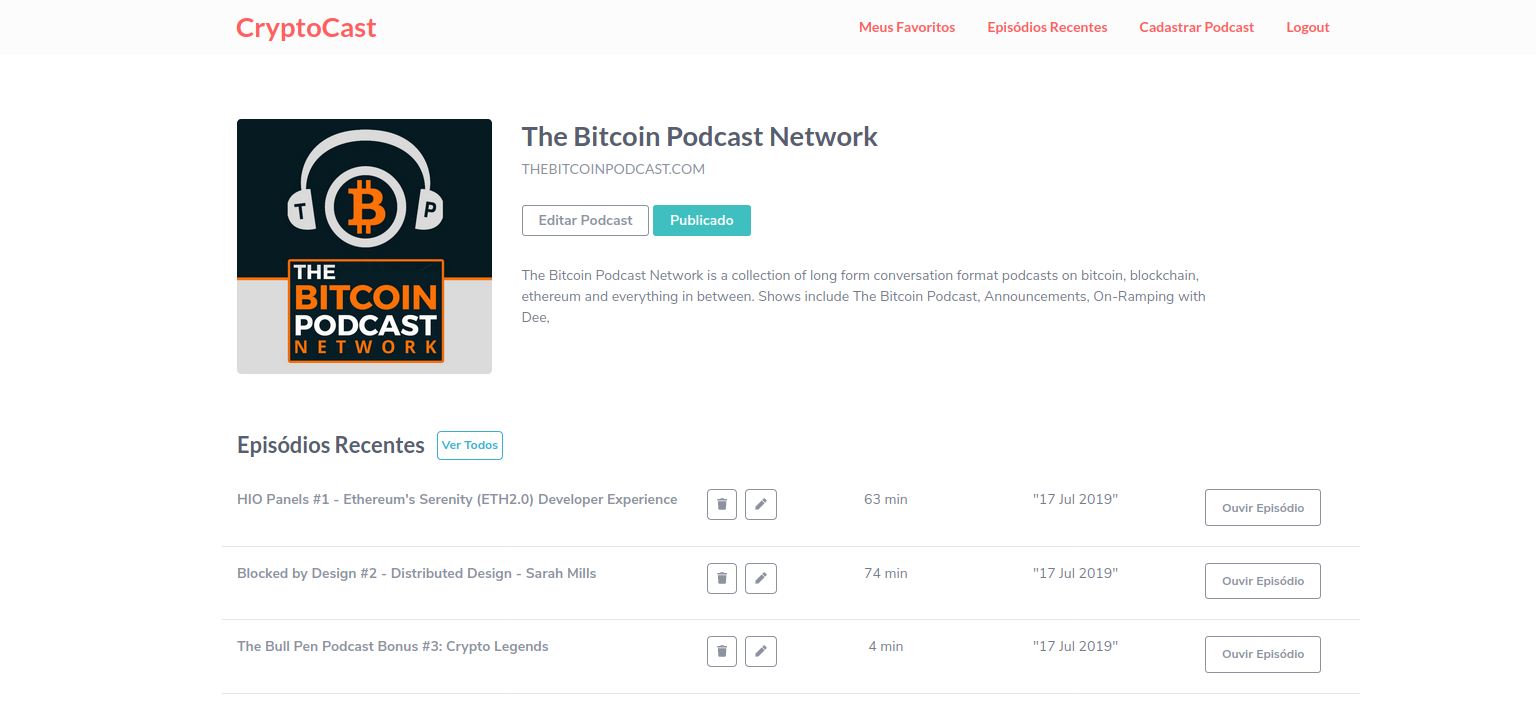 CryptoCast
Meus Favoritos Episódios Recentes Cadastrar Podcast Logout
T P
THE
BITCOIN
PODCAST
NETWORK
The Bitcoin Podcast Network
THEBITCOINPODCAST.COM
Editar Podcast Publicado
The Bitcoin Podcast Network is a collection of long form conversation format podcasts on bitcoin, blockchain,
ethereum and everything in between. Shows include The Bitcoin Podcast, Announcements, On-Ramping with
Dee,
Episódios Recentes Ver Todos
HIO Panels #1 - Ethereum's Serenity (ETH2.0) Developer Experience 63 min "17 Jul 2019" Ouvir Episódio
Blocked by Design #2 - Distributed Design - Sarah Mills 74 min "17 Jul 2019" Ouvir Episódio
The Bull Pen Podcast Bonus #3: Crypto Legends 4 min "17 Jul 2019" Ouvir Episódio